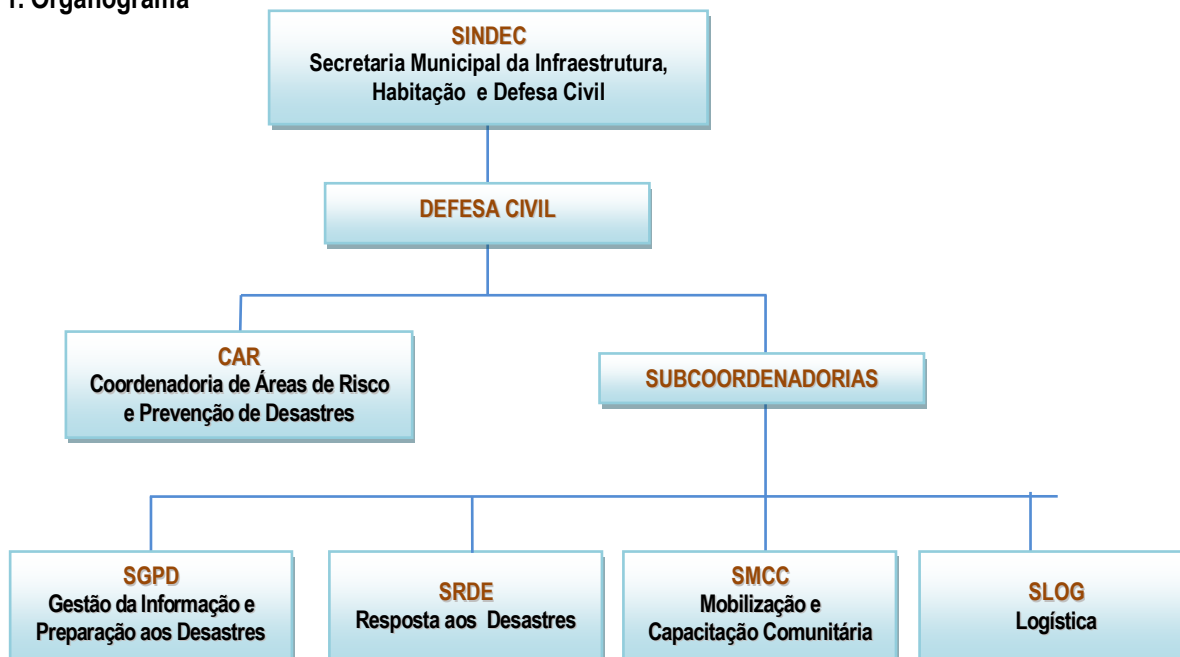 1. Organograma
SINDEC
Secretaria Municipal da Infraestrutura,
Habitação e Defesa Civil
DEFESA CIVIL
CAR
Coordenadoria de Áreas de Risco
e Prevenção de Desastres
SUBCOORDENADORIAS
SGPD
Gestão da Informação e
Preparação aos Desastres
SRDE
Resposta aos Desastres
SMCC
Mobilização e
Capacitação Comunitária
SLOG
Logística